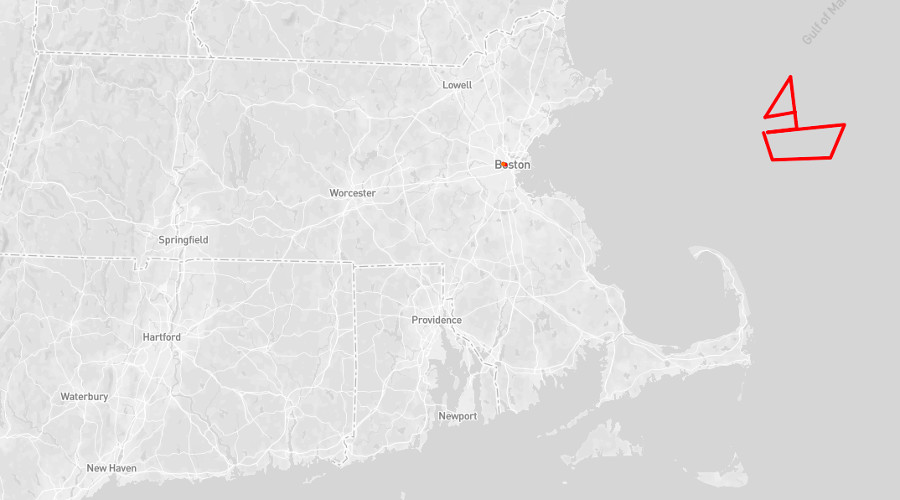 Gulf of Ma
Lowell
Boston
Worcester
Springfield
Providence
Hartford
Waterbury
Newport
New Haven